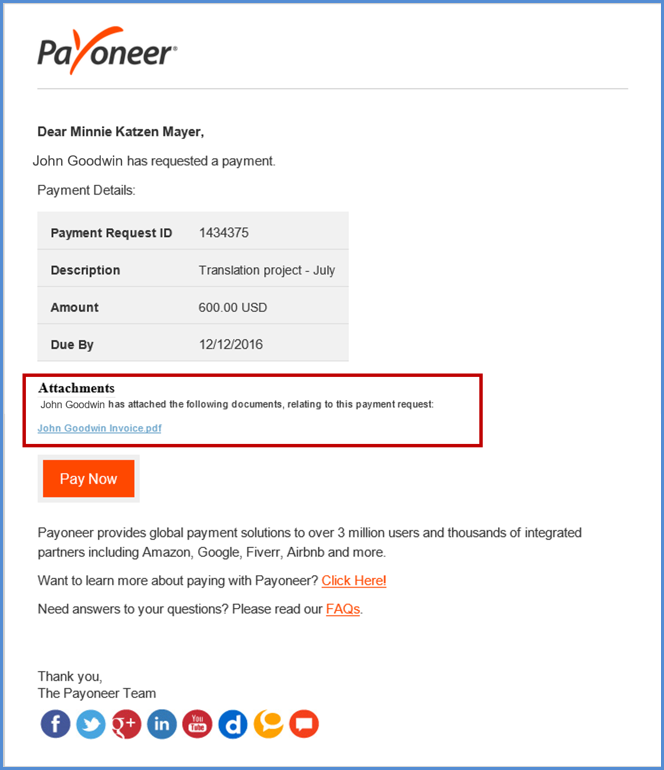 Payoneer®
Dear Minnie Katzen Mayer,
John Goodwin has requested a payment.
Payment Details:
Payment Request ID 1434375
Description Translation project - July
Amount 600.00 USD
Due By 12/12/2016
Attachments
John Goodwin has attached the following documents, relating to this payment request:
John Goodwin Invoice.pdf
Pay Now
Payoneer provides global payment solutions to over 3 million users and thousands of integrated
partners including Amazon, Google, Fiverr, Airbnb and more.
Want to learn more about paying with Payoneer? Click Here!
Need answers to your questions? Please read our FAQs.
Thank you,
The Payoneer Team
f g+ in You Tube d